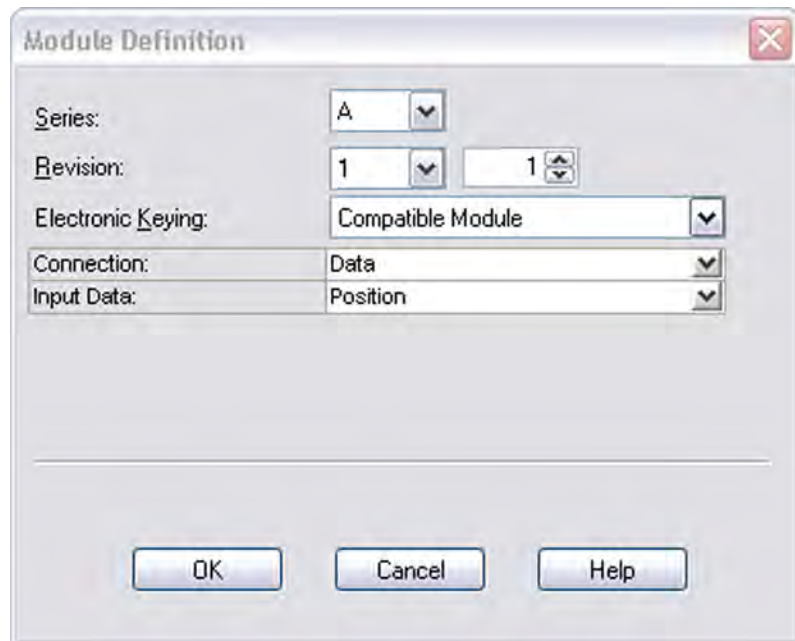 Module Definition
Series: A
Revision: 1 1
Electronic Keying: Compatible Module
Connection: Data
Input Data: Position
OK Cancel Help